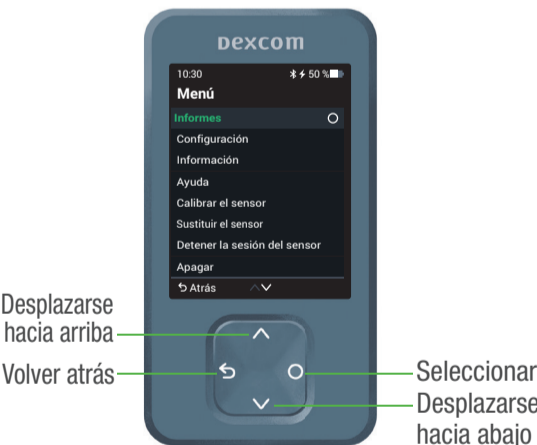 Dexcom
10:30 50 %
Menú
Informes
Configuración
Información
Ayuda
Calibrar el sensor
Sustituir el sensor
Detener la sesión del sensor
Apagar
Atrás
Desplazarse
hacia arriba
Volver atrás
Seleccionar
Desplazarse
hacia abajo